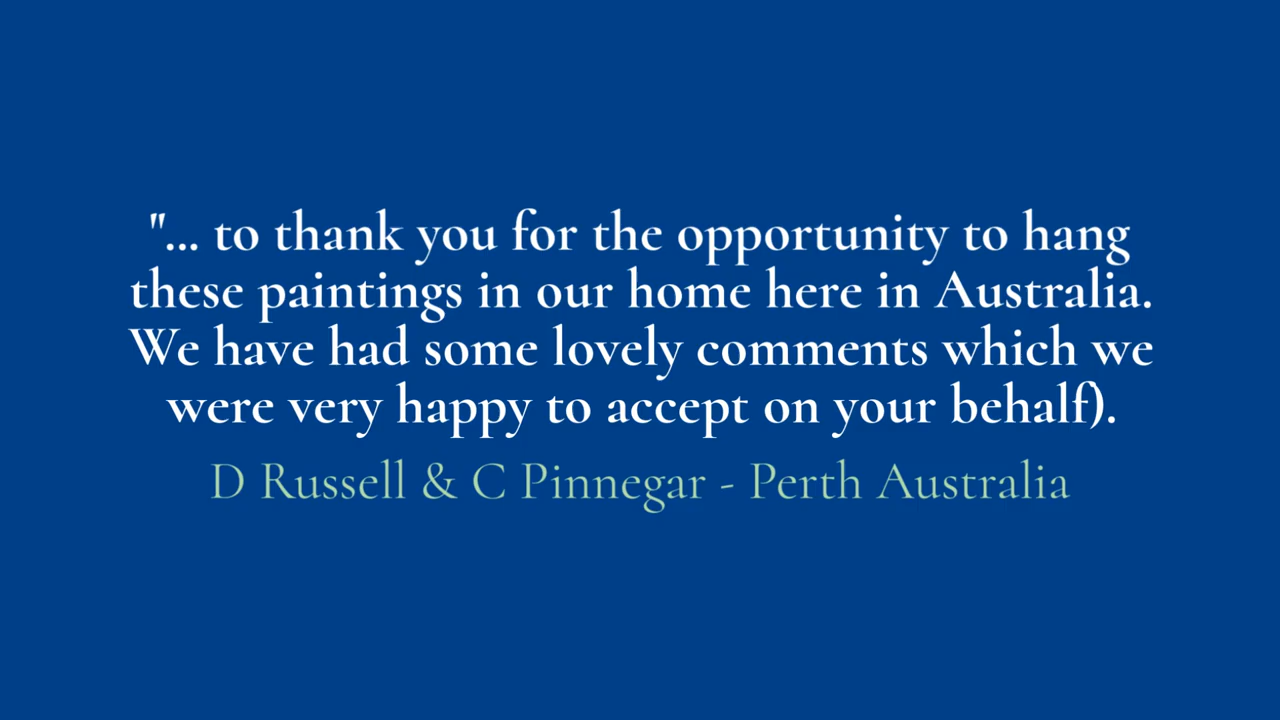 "... to thank you for the opportunity to hang
these paintings in our home here in Australia.
We have had some lovely comments which we
were very happy to accept on your behalf).
D Russell & C Pinnegar - Perth Australia